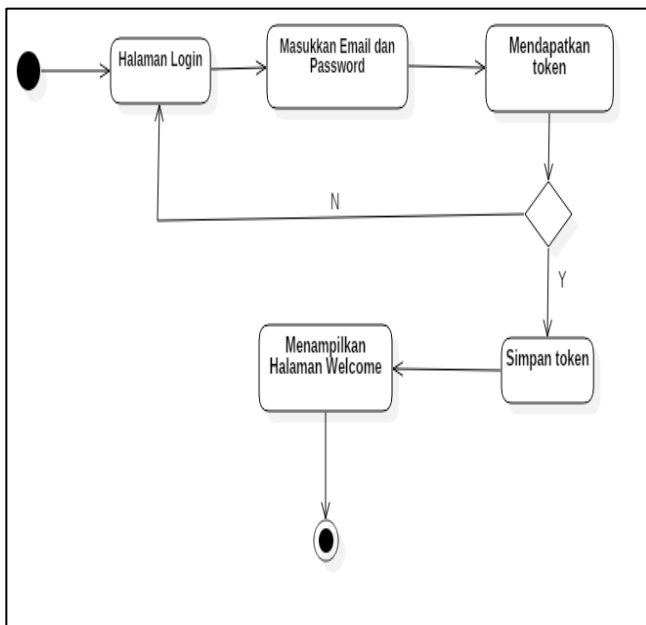 Halaman Login
Masukkan Email dan
Password
Mendapatkan
token
N
Y
Simpan token
Menampilkan
Halaman Welcome